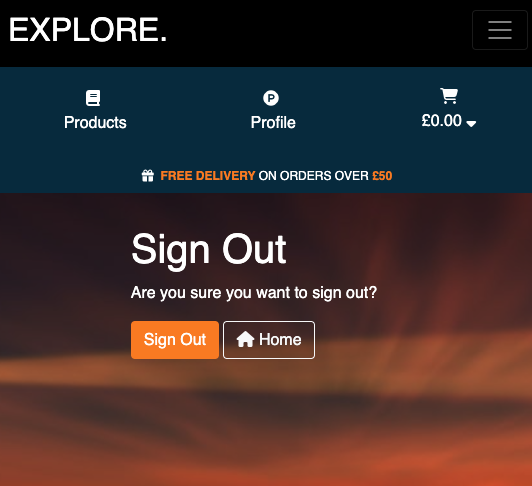 EXPLORE.
Products
Profile
£0.00
FREE DELIVERY ON ORDERS OVER £50
Sign Out
Are you sure you want to sign out?
Sign Out
Home